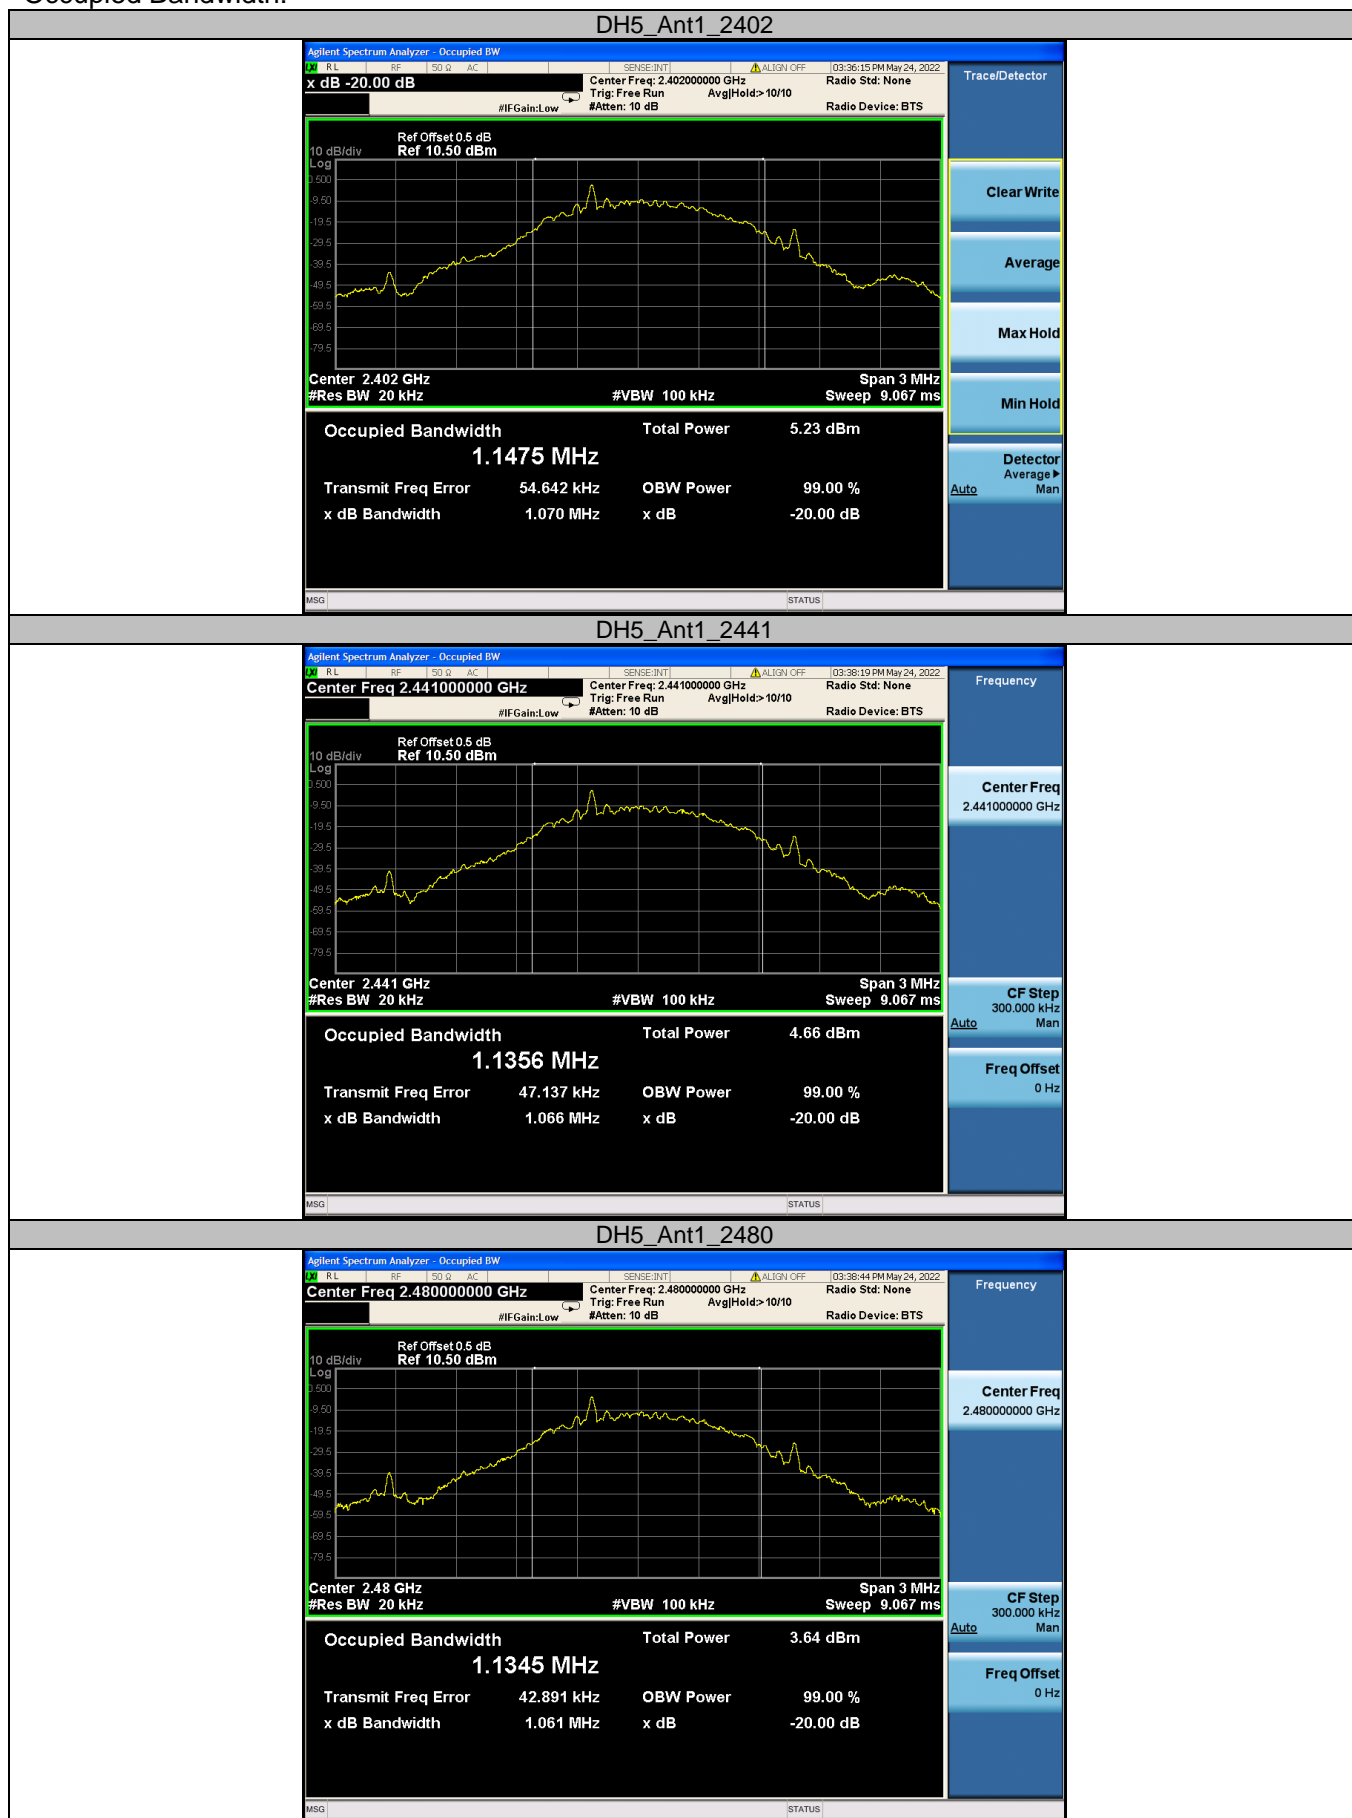 Occupied Bandwidth:
DH5_Ant1_2402
Agilent Spectrum Analyzer - Occupied BW
RL RF 50 Ω AC SENSE:INT ALIGN OFF 03:36:15 PM May 24, 2022
x dB -20.00 dB
Center Freq: 2.402000000 GHz
Radio Std: None
Trig: Free Run Avg|Hold:>10/10
#IFGain:Low #Atten: 10 dB Radio Device: BTS
Trace/Detector
Ref Offset 0.5 dB
10 dB/div Ref 10.50 dBm
Log
0.500
-9.50
-19.5
-29.5
-39.5
-49.5
-59.5
-69.5
-79.5
Center 2.402 GHz Span 3 MHz
#Res BW 20 kHz #VBW 100 kHz Sweep 9.067 ms
Occupied Bandwidth Total Power 5.23 dBm
1.1475 MHz
Transmit Freq Error 54.642 kHz OBW Power 99.00 %
x dB Bandwidth 1.070 MHz x dB -20.00 dB
Clear Write
Average
Max Hold
Min Hold
Detector
Average
Auto Man
MSG STATUS
DH5_Ant1_2441
Agilent Spectrum Analyzer - Occupied BW
RL RF 50 Ω AC SENSE:INT ALIGN OFF 03:38:19 PM May 24, 2022
Center Freq 2.441000000 GHz
Center Freq: 2.441000000 GHz
Radio Std: None
Trig: Free Run Avg|Hold:>10/10
#IFGain:Low #Atten: 10 dB Radio Device: BTS
Frequency
Ref Offset 0.5 dB
10 dB/div Ref 10.50 dBm
Log
0.500
-9.50
-19.5
-29.5
-39.5
-49.5
-59.5
-69.5
-79.5
Center 2.441 GHz Span 3 MHz
#Res BW 20 kHz #VBW 100 kHz Sweep 9.067 ms
Occupied Bandwidth Total Power 4.66 dBm
1.1356 MHz
Transmit Freq Error 47.137 kHz OBW Power 99.00 %
x dB Bandwidth 1.066 MHz x dB -20.00 dB
Center Freq
2.441000000 GHz
CF Step
300.000 kHz
Auto Man
Freq Offset
0 Hz
MSG STATUS
DH5_Ant1_2480
Agilent Spectrum Analyzer - Occupied BW
RL RF 50 Ω AC SENSE:INT ALIGN OFF 03:38:44 PM May 24, 2022
Center Freq 2.480000000 GHz
Center Freq: 2.480000000 GHz
Radio Std: None
Trig: Free Run Avg|Hold:>10/10
#IFGain:Low #Atten: 10 dB Radio Device: BTS
Frequency
Ref Offset 0.5 dB
10 dB/div Ref 10.50 dBm
Log
0.500
-9.50
-19.5
-29.5
-39.5
-49.5
-59.5
-69.5
-79.5
Center 2.48 GHz Span 3 MHz
#Res BW 20 kHz #VBW 100 kHz Sweep 9.067 ms
Occupied Bandwidth Total Power 3.64 dBm
1.1345 MHz
Transmit Freq Error 42.891 kHz OBW Power 99.00 %
x dB Bandwidth 1.061 MHz x dB -20.00 dB
Center Freq
2.480000000 GHz
CF Step
300.000 kHz
Auto Man
Freq Offset
0 Hz
MSG STATUS